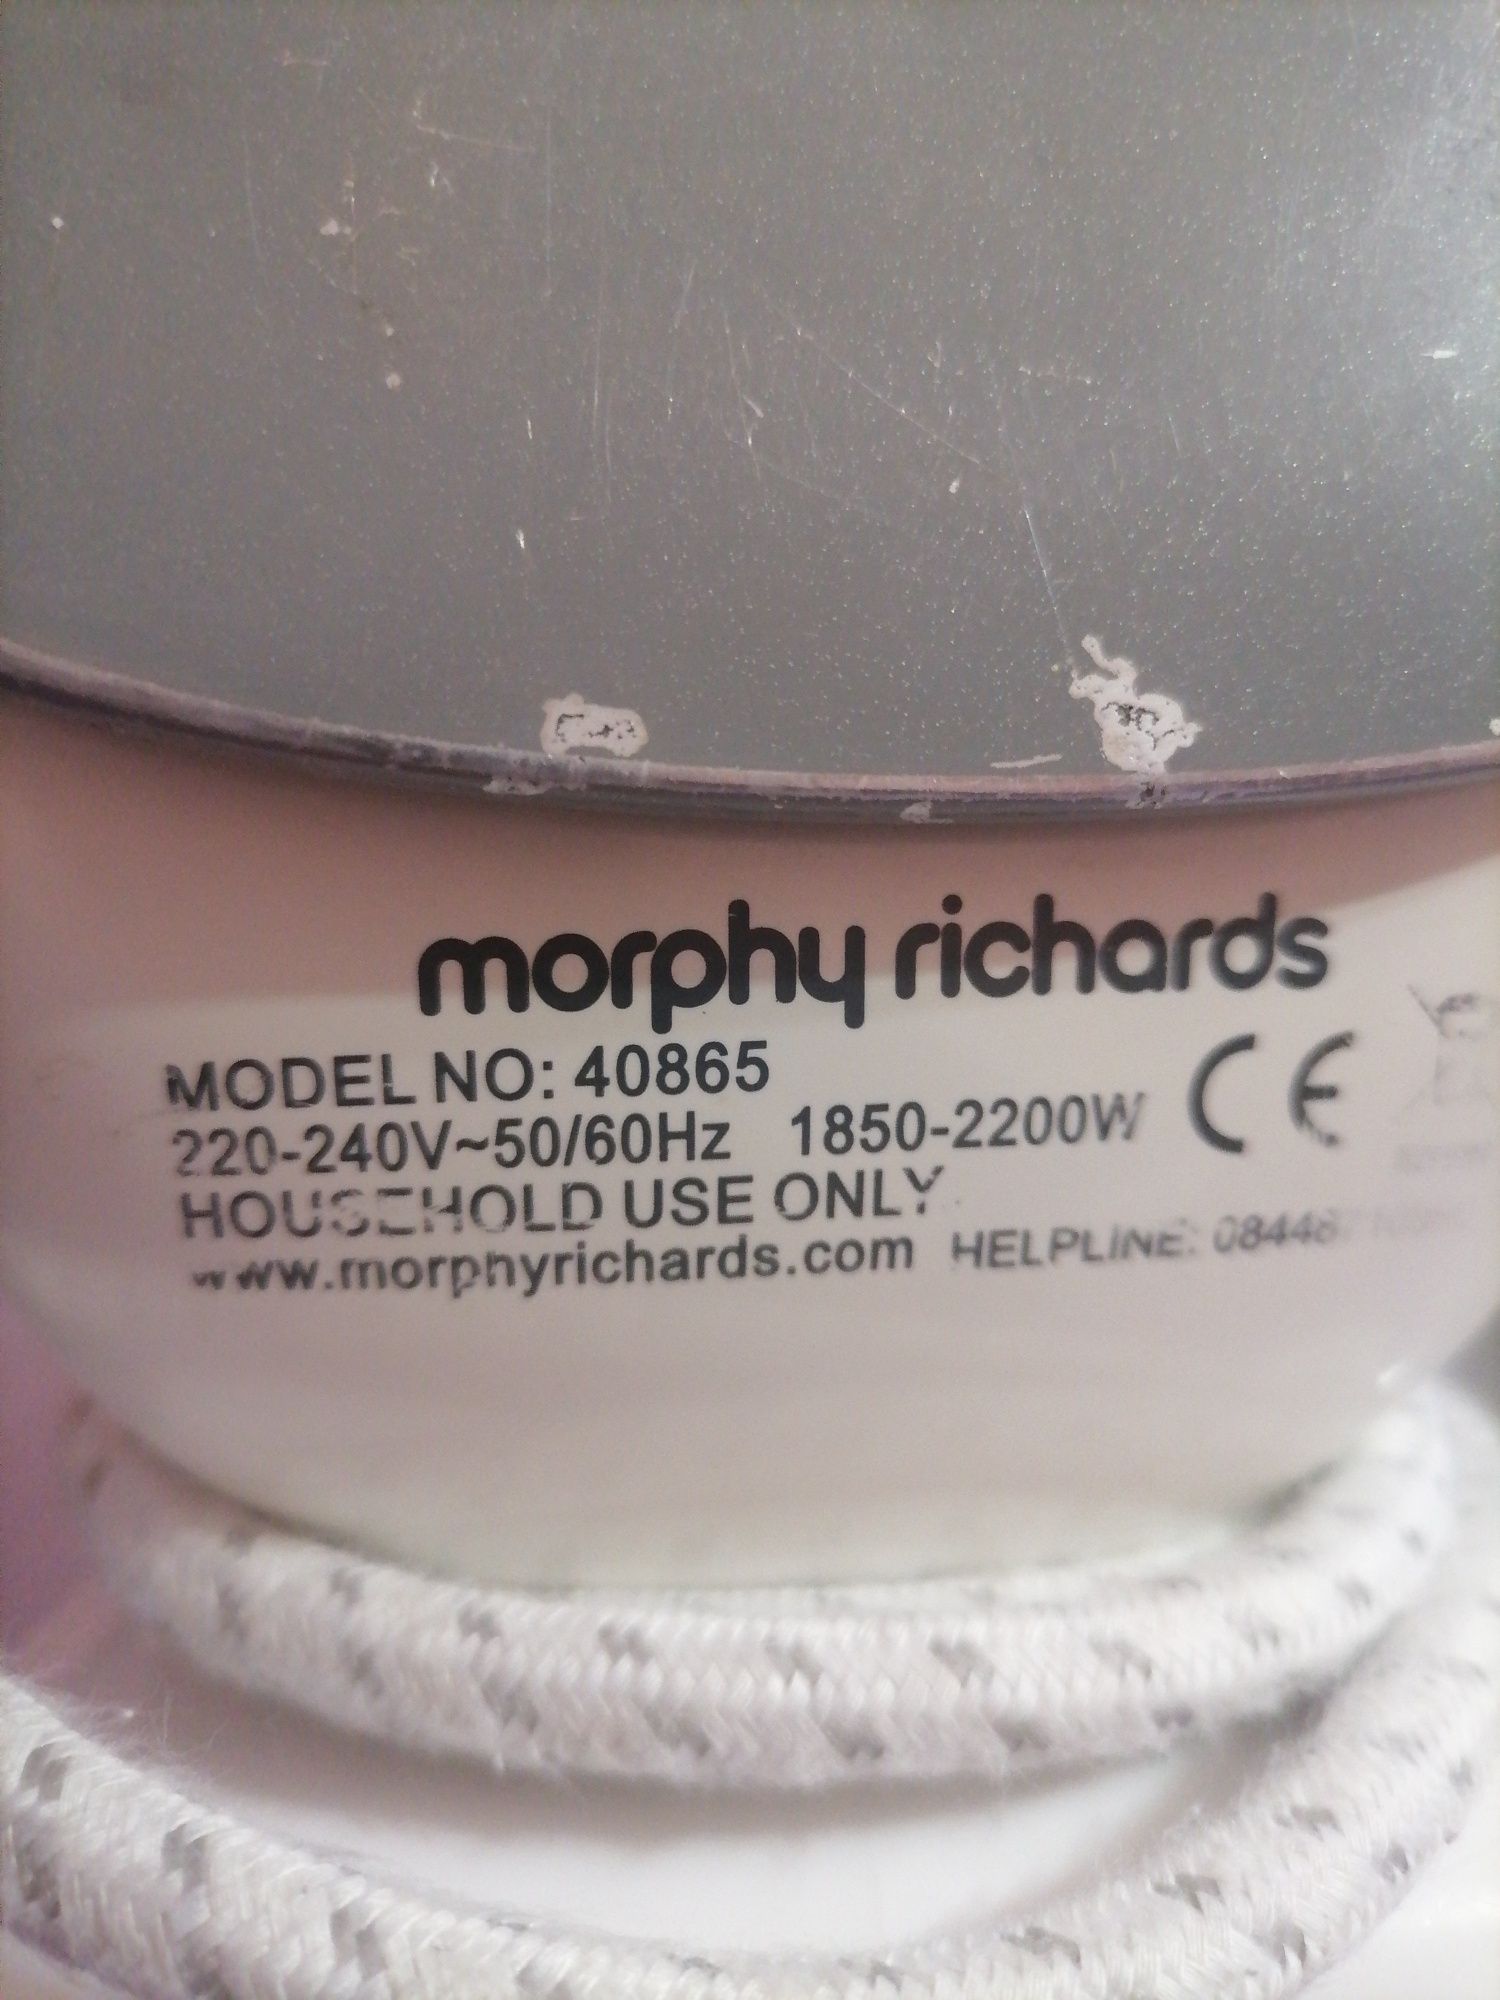 morphy richards
MODEL NO: 40865
220-240V~50/60Hz 1850-2200W CE
HOUSEHOLD USE ONLY
www.morphyrichards.com HELPLINE: